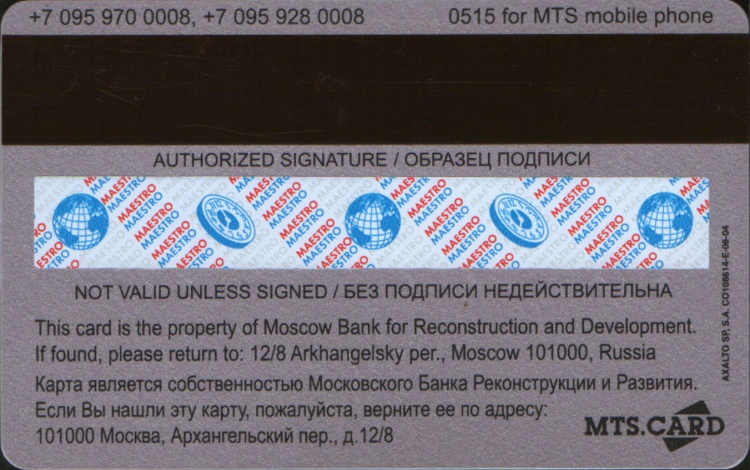 +7 095 970 0008, +7 095 928 0008 0515 for MTS mobile phone
AUTHORIZED SIGNATURE / ОБРАЗЕЦ ПОДПИСИ
MAESTRO MAESTRO MAESTRO MAESTRO MAESTRO
NOT VALID UNLESS SIGNED / БЕЗ ПОДПИСИ НЕДЕЙСТВИТЕЛЬНА
This card is the property of Moscow Bank for Reconstruction and Development.
If found, please return to: 12/8 Arkhangelsky per., Moscow 101000, Russia
Карта является собственностью Московского Банка Реконструкции и Развития.
Если Вы нашли эту карту, пожалуйста, верните ее по адресу:
101000 Москва, Архангельский пер., д.12/8
MTS.CARD
AXALTO SP, S.A. CO108614-E-06-04